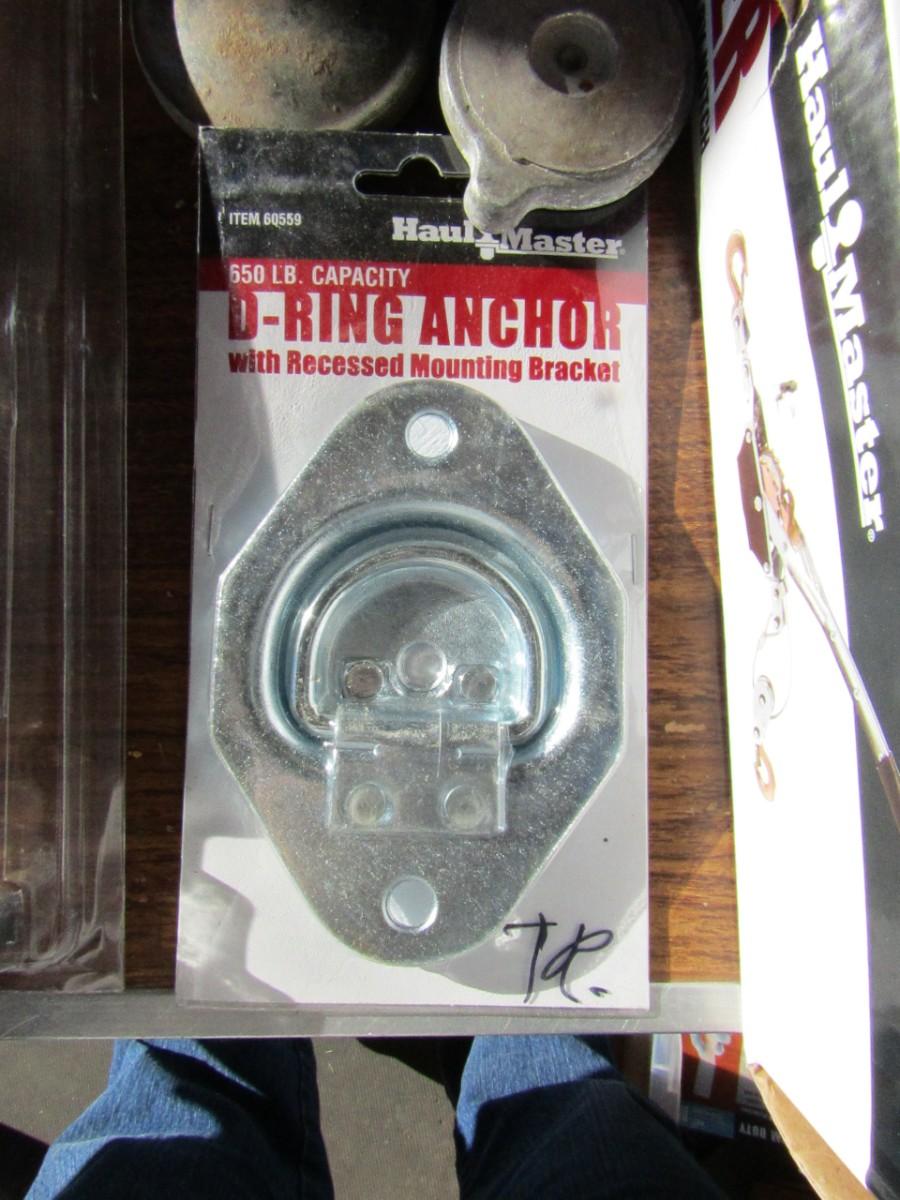 ITEM 60559
Haul Master
650 LB. CAPACITY
D-RING ANCHOR
with Recessed Mounting Bracket
Haul Master